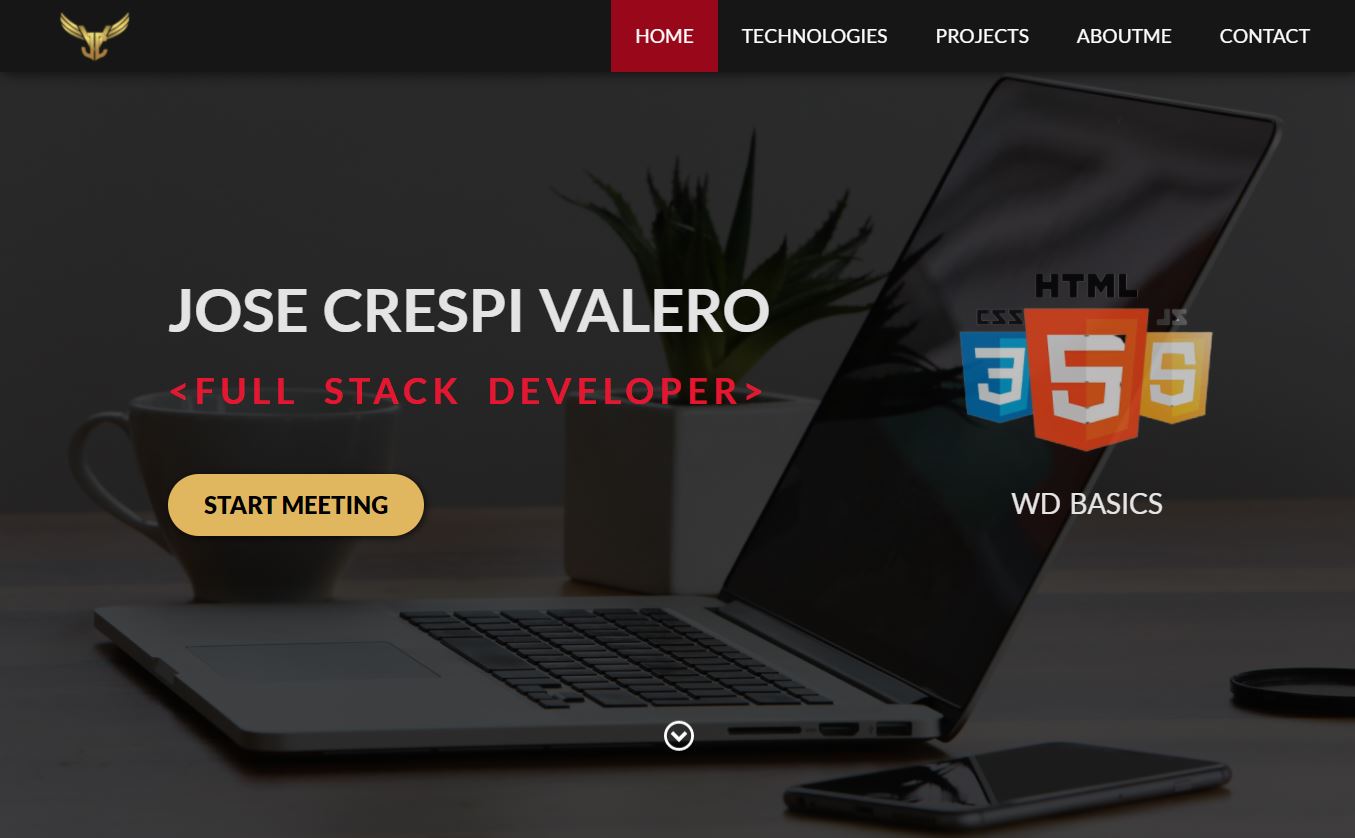 HOME TECHNOLOGIES PROJECTS ABOUTME CONTACT
JOSE CRESPI VALERO
<FULL STACK DEVELOPER>
START MEETING
HTML
CSS JS
3 5 5
WD BASICS